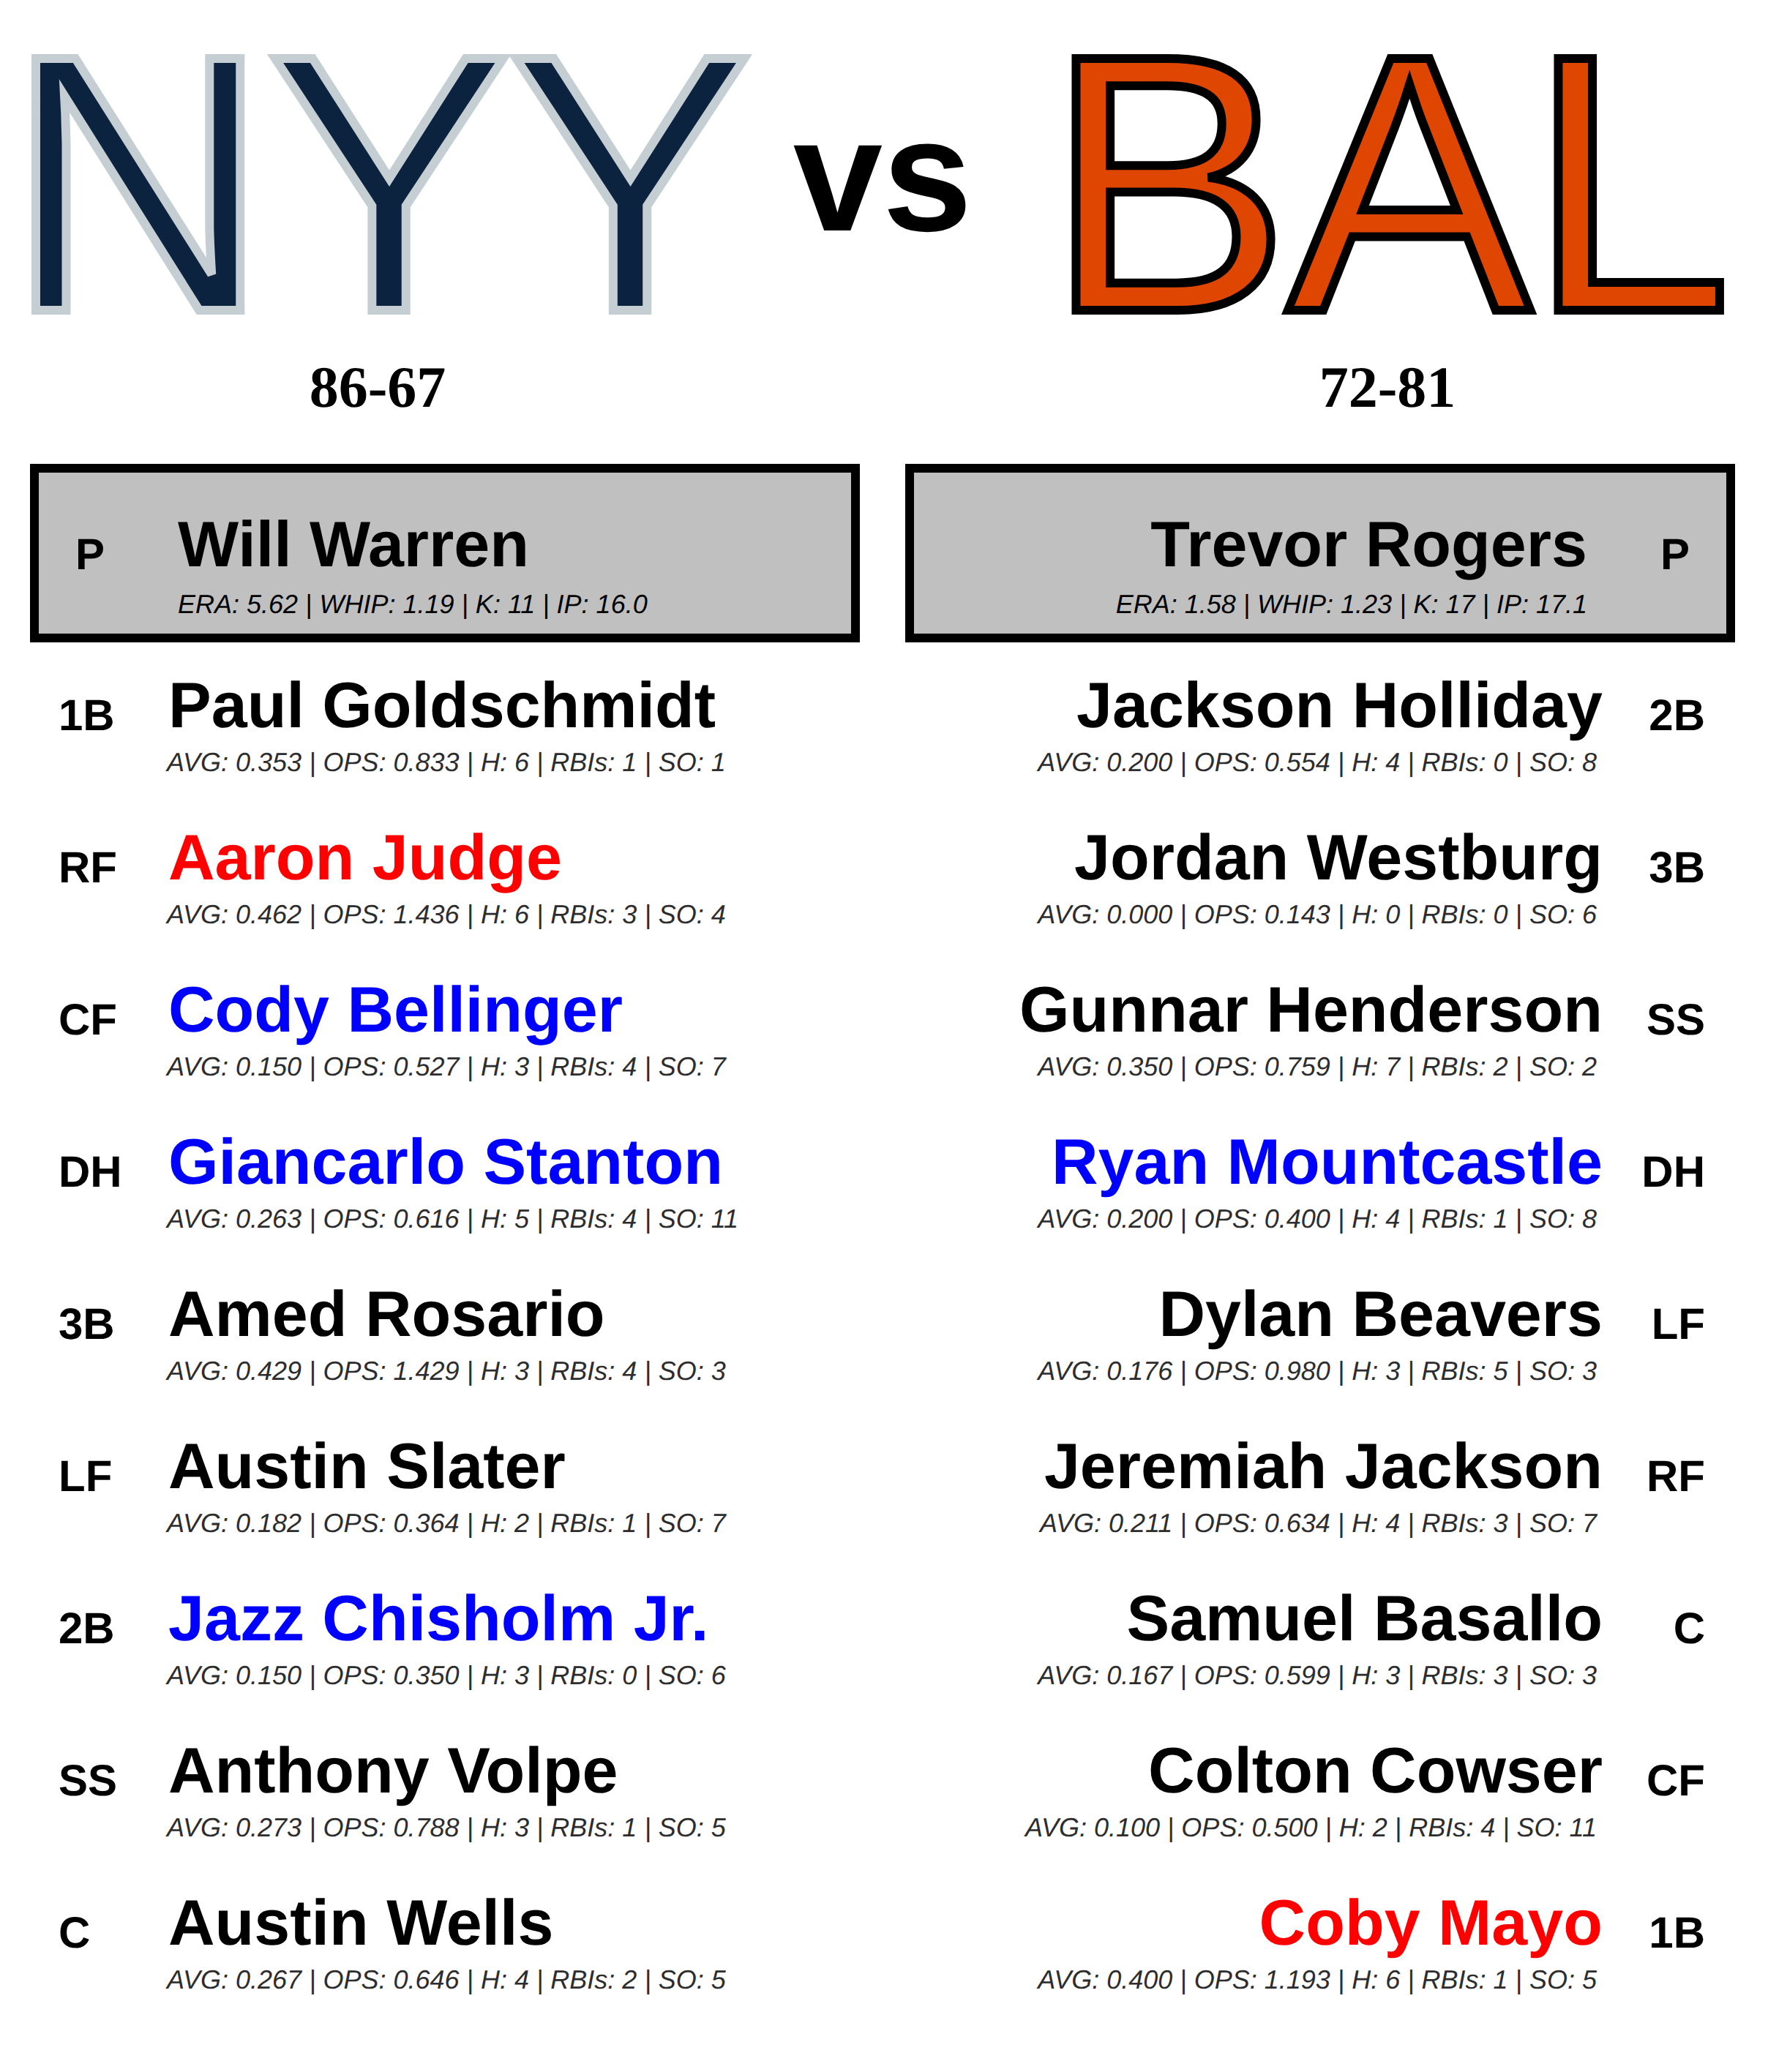 NYY vs BAL
86-67
72-81
P Will Warren
ERA: 5.62 | WHIP: 1.19 | K: 11 | IP: 16.0
Trevor Rogers P
ERA: 1.58 | WHIP: 1.23 | K: 17 | IP: 17.1
1B Paul Goldschmidt
AVG: 0.353 | OPS: 0.833 | H: 6 | RBIs: 1 | SO: 1
RF Aaron Judge
AVG: 0.462 | OPS: 1.436 | H: 6 | RBIs: 3 | SO: 4
CF Cody Bellinger
AVG: 0.150 | OPS: 0.527 | H: 3 | RBIs: 4 | SO: 7
DH Giancarlo Stanton
AVG: 0.263 | OPS: 0.616 | H: 5 | RBIs: 4 | SO: 11
3B Amed Rosario
AVG: 0.429 | OPS: 1.429 | H: 3 | RBIs: 4 | SO: 3
LF Austin Slater
AVG: 0.182 | OPS: 0.364 | H: 2 | RBIs: 1 | SO: 7
2B Jazz Chisholm Jr.
AVG: 0.150 | OPS: 0.350 | H: 3 | RBIs: 0 | SO: 6
SS Anthony Volpe
AVG: 0.273 | OPS: 0.788 | H: 3 | RBIs: 1 | SO: 5
C Austin Wells
AVG: 0.267 | OPS: 0.646 | H: 4 | RBIs: 2 | SO: 5
Jackson Holliday 2B
AVG: 0.200 | OPS: 0.554 | H: 4 | RBIs: 0 | SO: 8
Jordan Westburg 3B
AVG: 0.000 | OPS: 0.143 | H: 0 | RBIs: 0 | SO: 6
Gunnar Henderson SS
AVG: 0.350 | OPS: 0.759 | H: 7 | RBIs: 2 | SO: 2
Ryan Mountcastle DH
AVG: 0.200 | OPS: 0.400 | H: 4 | RBIs: 1 | SO: 8
Dylan Beavers LF
AVG: 0.176 | OPS: 0.980 | H: 3 | RBIs: 5 | SO: 3
Jeremiah Jackson RF
AVG: 0.211 | OPS: 0.634 | H: 4 | RBIs: 3 | SO: 7
Samuel Basallo C
AVG: 0.167 | OPS: 0.599 | H: 3 | RBIs: 3 | SO: 3
Colton Cowser CF
AVG: 0.100 | OPS: 0.500 | H: 2 | RBIs: 4 | SO: 11
Coby Mayo 1B
AVG: 0.400 | OPS: 1.193 | H: 6 | RBIs: 1 | SO: 5